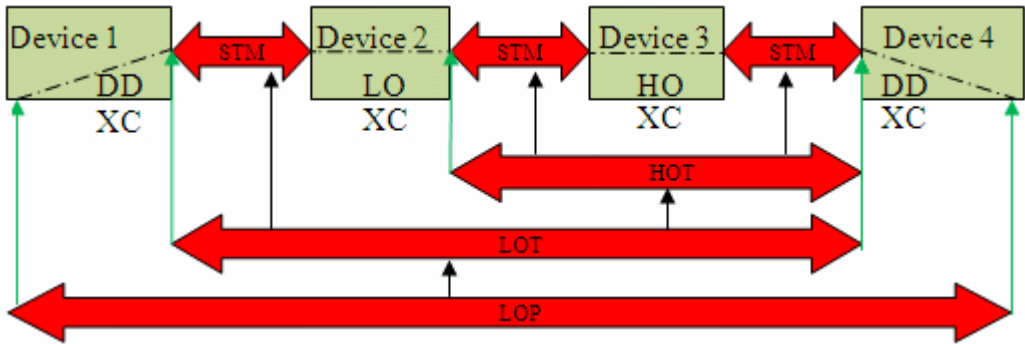 Device 1
STM
Device 2
STM
Device 3
STM
Device 4
DD
LO
HO
DD
XC
XC
XC
XC
HOT
LOT
LOP